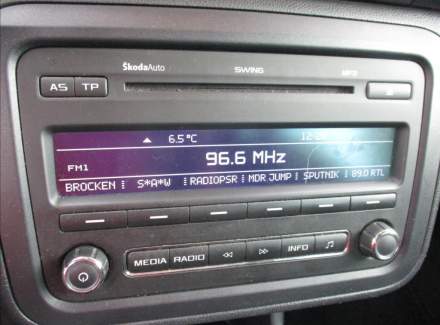 ŠkodaAuto SWING MP3
AS TP
6.5°C
96.6 MHz
FM1
BROCKEN S*A*W RADIOPSR MDR JUMP SPUTNIK 89.0 RTL
MEDIA RADIO INFO